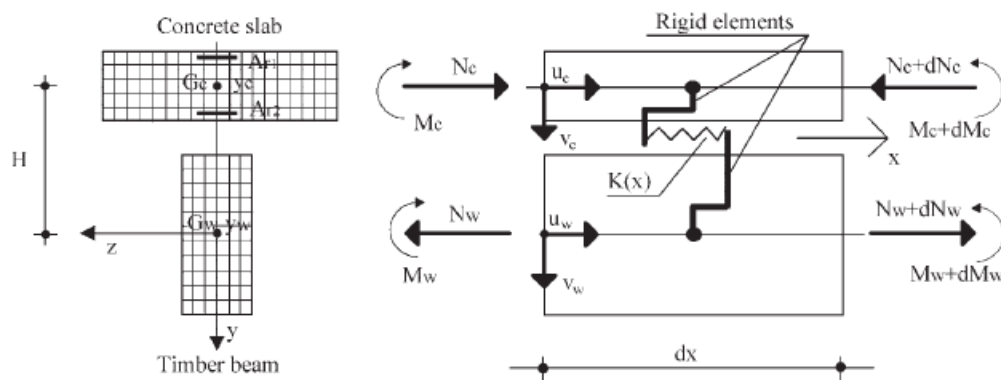 Concrete slab
Ar1
Gc yc
Ar2
H
Gw yw
z
y
Timber beam
Rigid elements
Nc
uc
Nc+dNc
Mc
vc
Mc+dMc
x
K(x)
Nw
uw
Nw+dNw
Mw
vw
Mw+dMw
dx